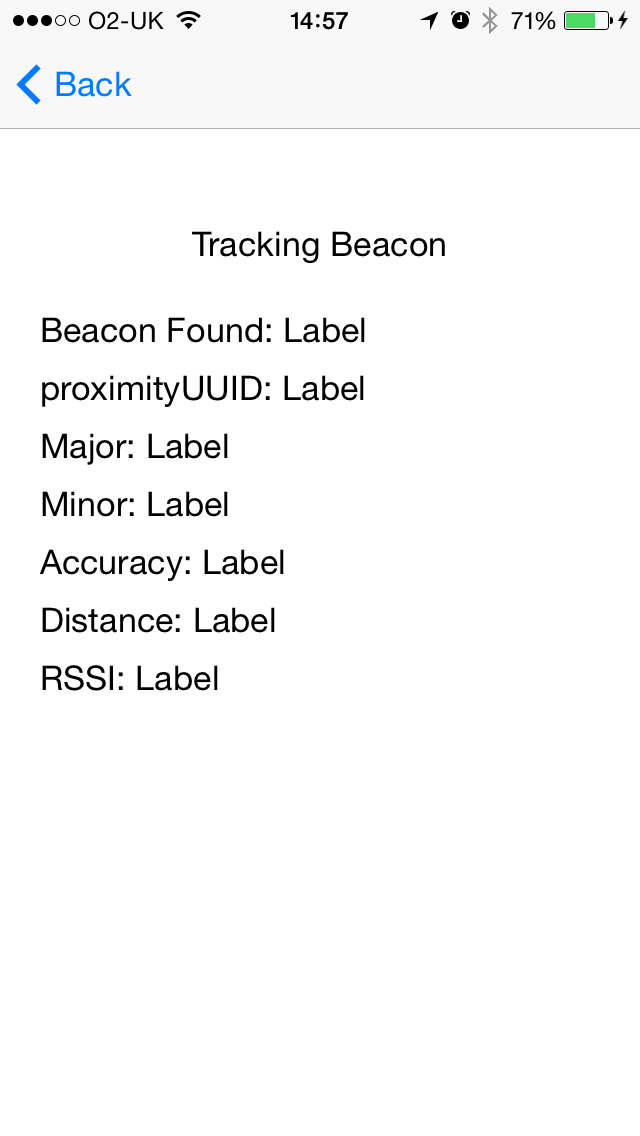 O2-UK 14:57 71%
Back
Tracking Beacon
Beacon Found: Label
proximityUUID: Label
Major: Label
Minor: Label
Accuracy: Label
Distance: Label
RSSI: Label